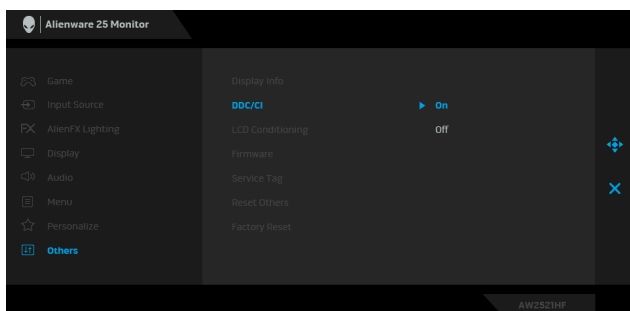 Alienware 25 Monitor
Game
Input Source
AlienFX Lighting
Display
Audio
Menu
Personalize
Others
Display Info
DDC/CI
On
LCD Conditioning
Off
Firmware
Service Tag
Reset Others
Factory Reset
AW2521HF